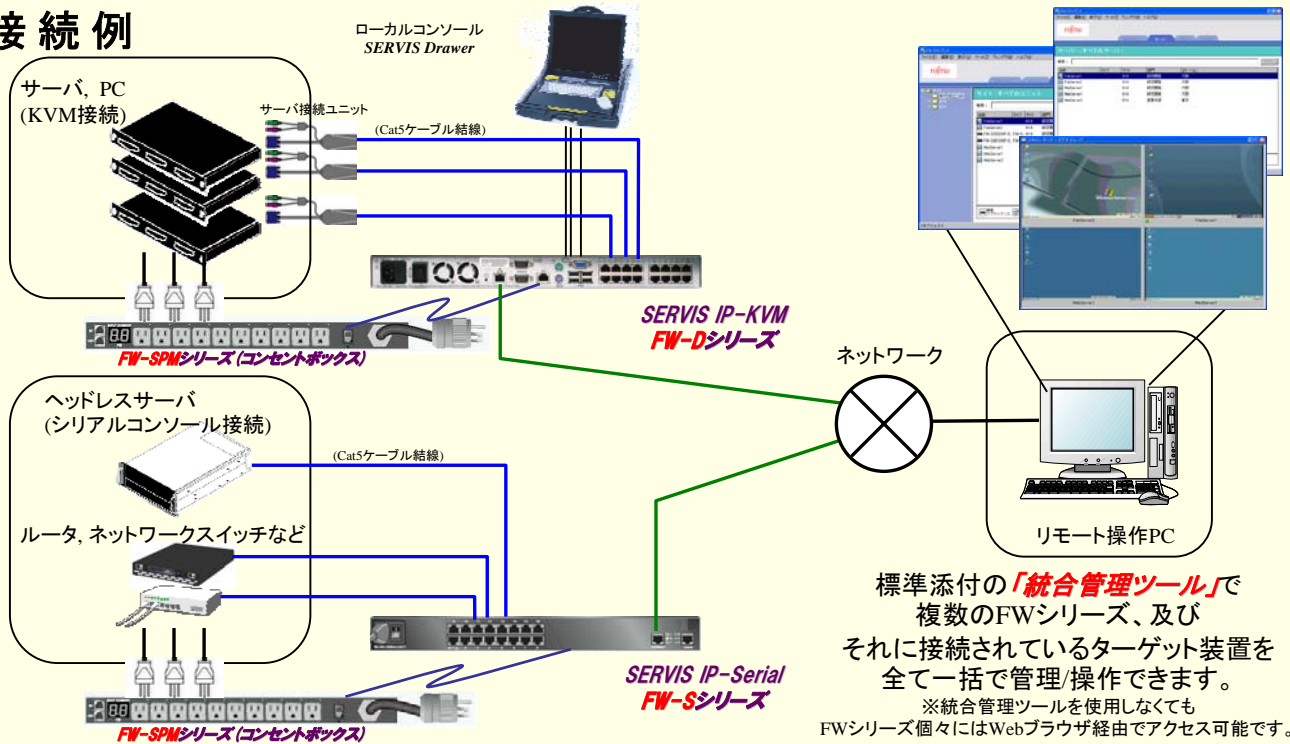 接続例
サーバ, PC
(KVM接続)
サーバ接続ユニット
(Cat5ケーブル結線)
ローカルコンソール
SERVIS Drawer
SERVIS IP-KVM
FW-Dシリーズ
FW-SPMシリーズ(コンセントボックス)
ヘッドレスサーバ
(シリアルコンソール接続)
(Cat5ケーブル結線)
ルータ, ネットワークスイッチなど
SERVIS IP-Serial
FW-Sシリーズ
FW-SPMシリーズ(コンセントボックス)
ネットワーク
リモート操作PC
標準添付の「統合管理ツール」で
複数のFWシリーズ、及び
それに接続されているターゲット装置を
全て一括で管理/操作できます。
※統合管理ツールを使用しなくても
FWシリーズ個々にはWebブラウザ経由でアクセス可能です。